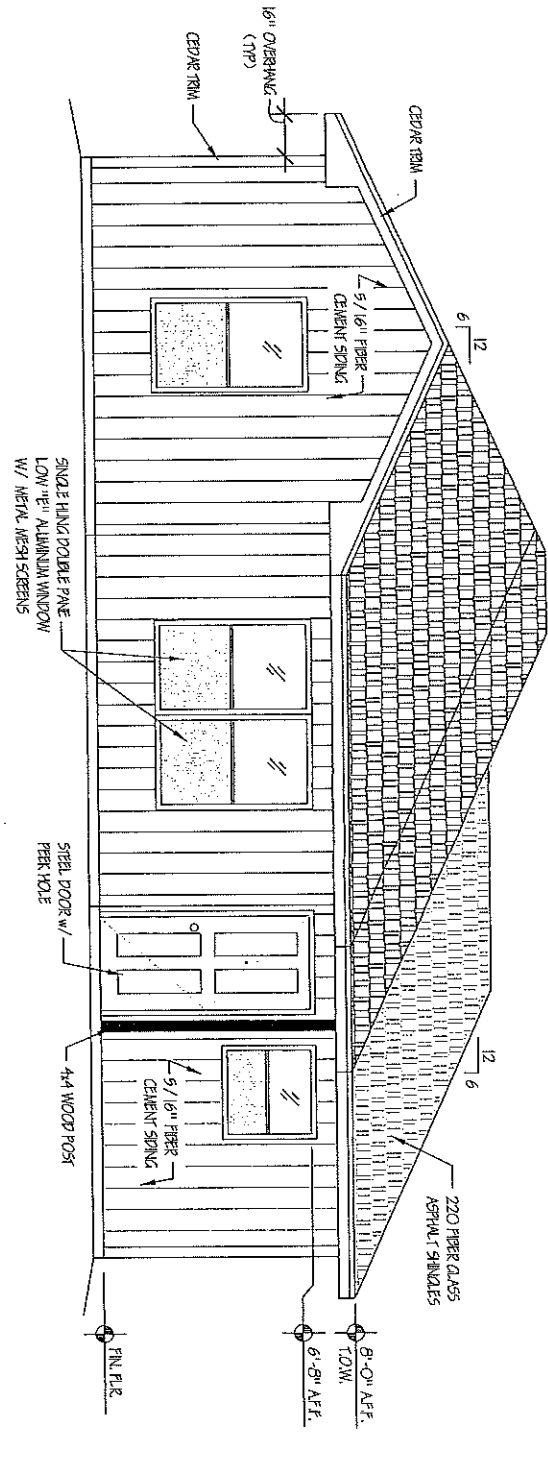 16" OVERHANG
(TYP)
CEDAR TRIM
CEDAR TRIM
12
6
5/16" FIBER
CEMENT SIDING
SINGLE HUNG DOUBLE PANE
LOW "E" ALUMINUM WINDOW
W/ METAL MESH SCREENS
STEEL DOOR w/
PEEK HOLE
4x4 WOOD POST
5/16" FIBER
CEMENT SIDING
12
6
220 FIBER GLASS
ASPHALT SHINGLES
8'-0" A.F.F.
T.O.W.
6'-8" A.F.F.
FIN. FLR.